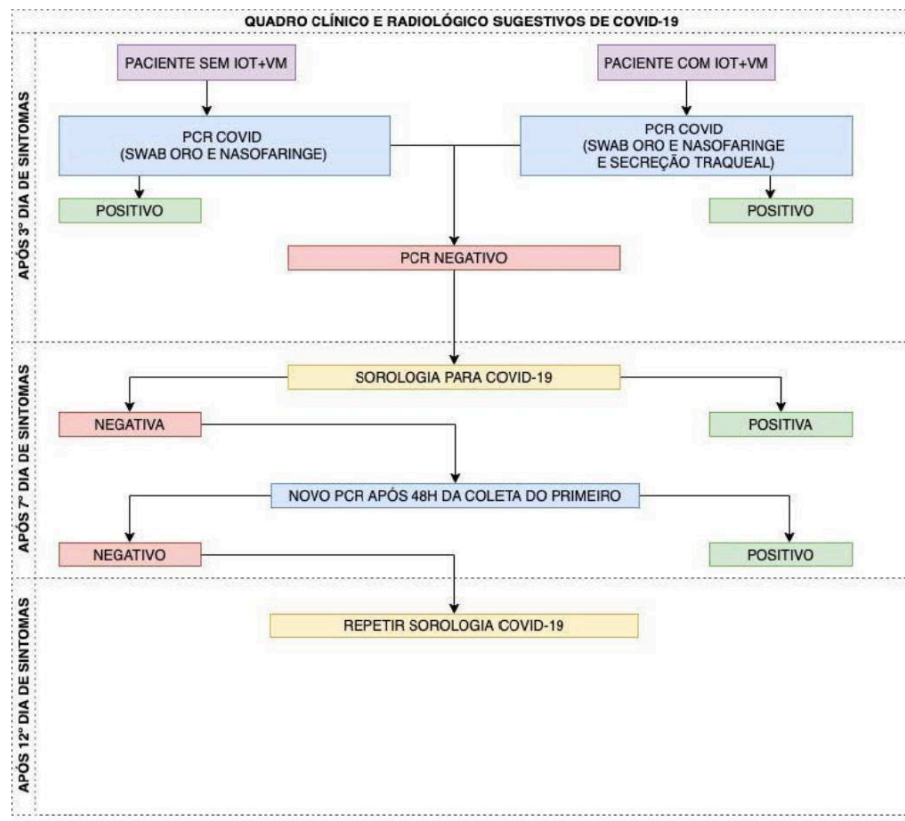 QUADRO CLÍNICO E RADIOLÓGICO SUGESTIVOS DE COVID-19
APÓS 3º DIA DE SINTOMAS
PACIENTE SEM IOT+VM
PACIENTE COM IOT+VM
PCR COVID
(SWAB ORO E NASOFARINGE)
PCR COVID
(SWAB ORO E NASOFARINGE
E SECREÇÃO TRAQUEAL)
POSITIVO
POSITIVO
PCR NEGATIVO
APÓS 7º DIA DE SINTOMAS
SOROLOGIA PARA COVID-19
NEGATIVA
POSITIVA
NOVO PCR APÓS 48H DA COLETA DO PRIMEIRO
NEGATIVO
POSITIVO
APÓS 12º DIA DE SINTOMAS
REPETIR SOROLOGIA COVID-19